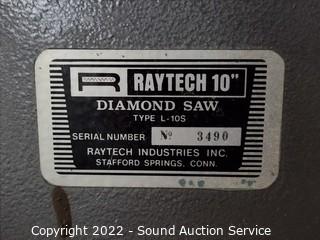 R RAYTECH 10"
DIAMOND SAW
TYPE L-10S
SERIAL NUMBER Nº 3490
RAYTECH INDUSTRIES INC.
STAFFORD SPRINGS, CONN.
Copyright 2022 - Sound Auction Service